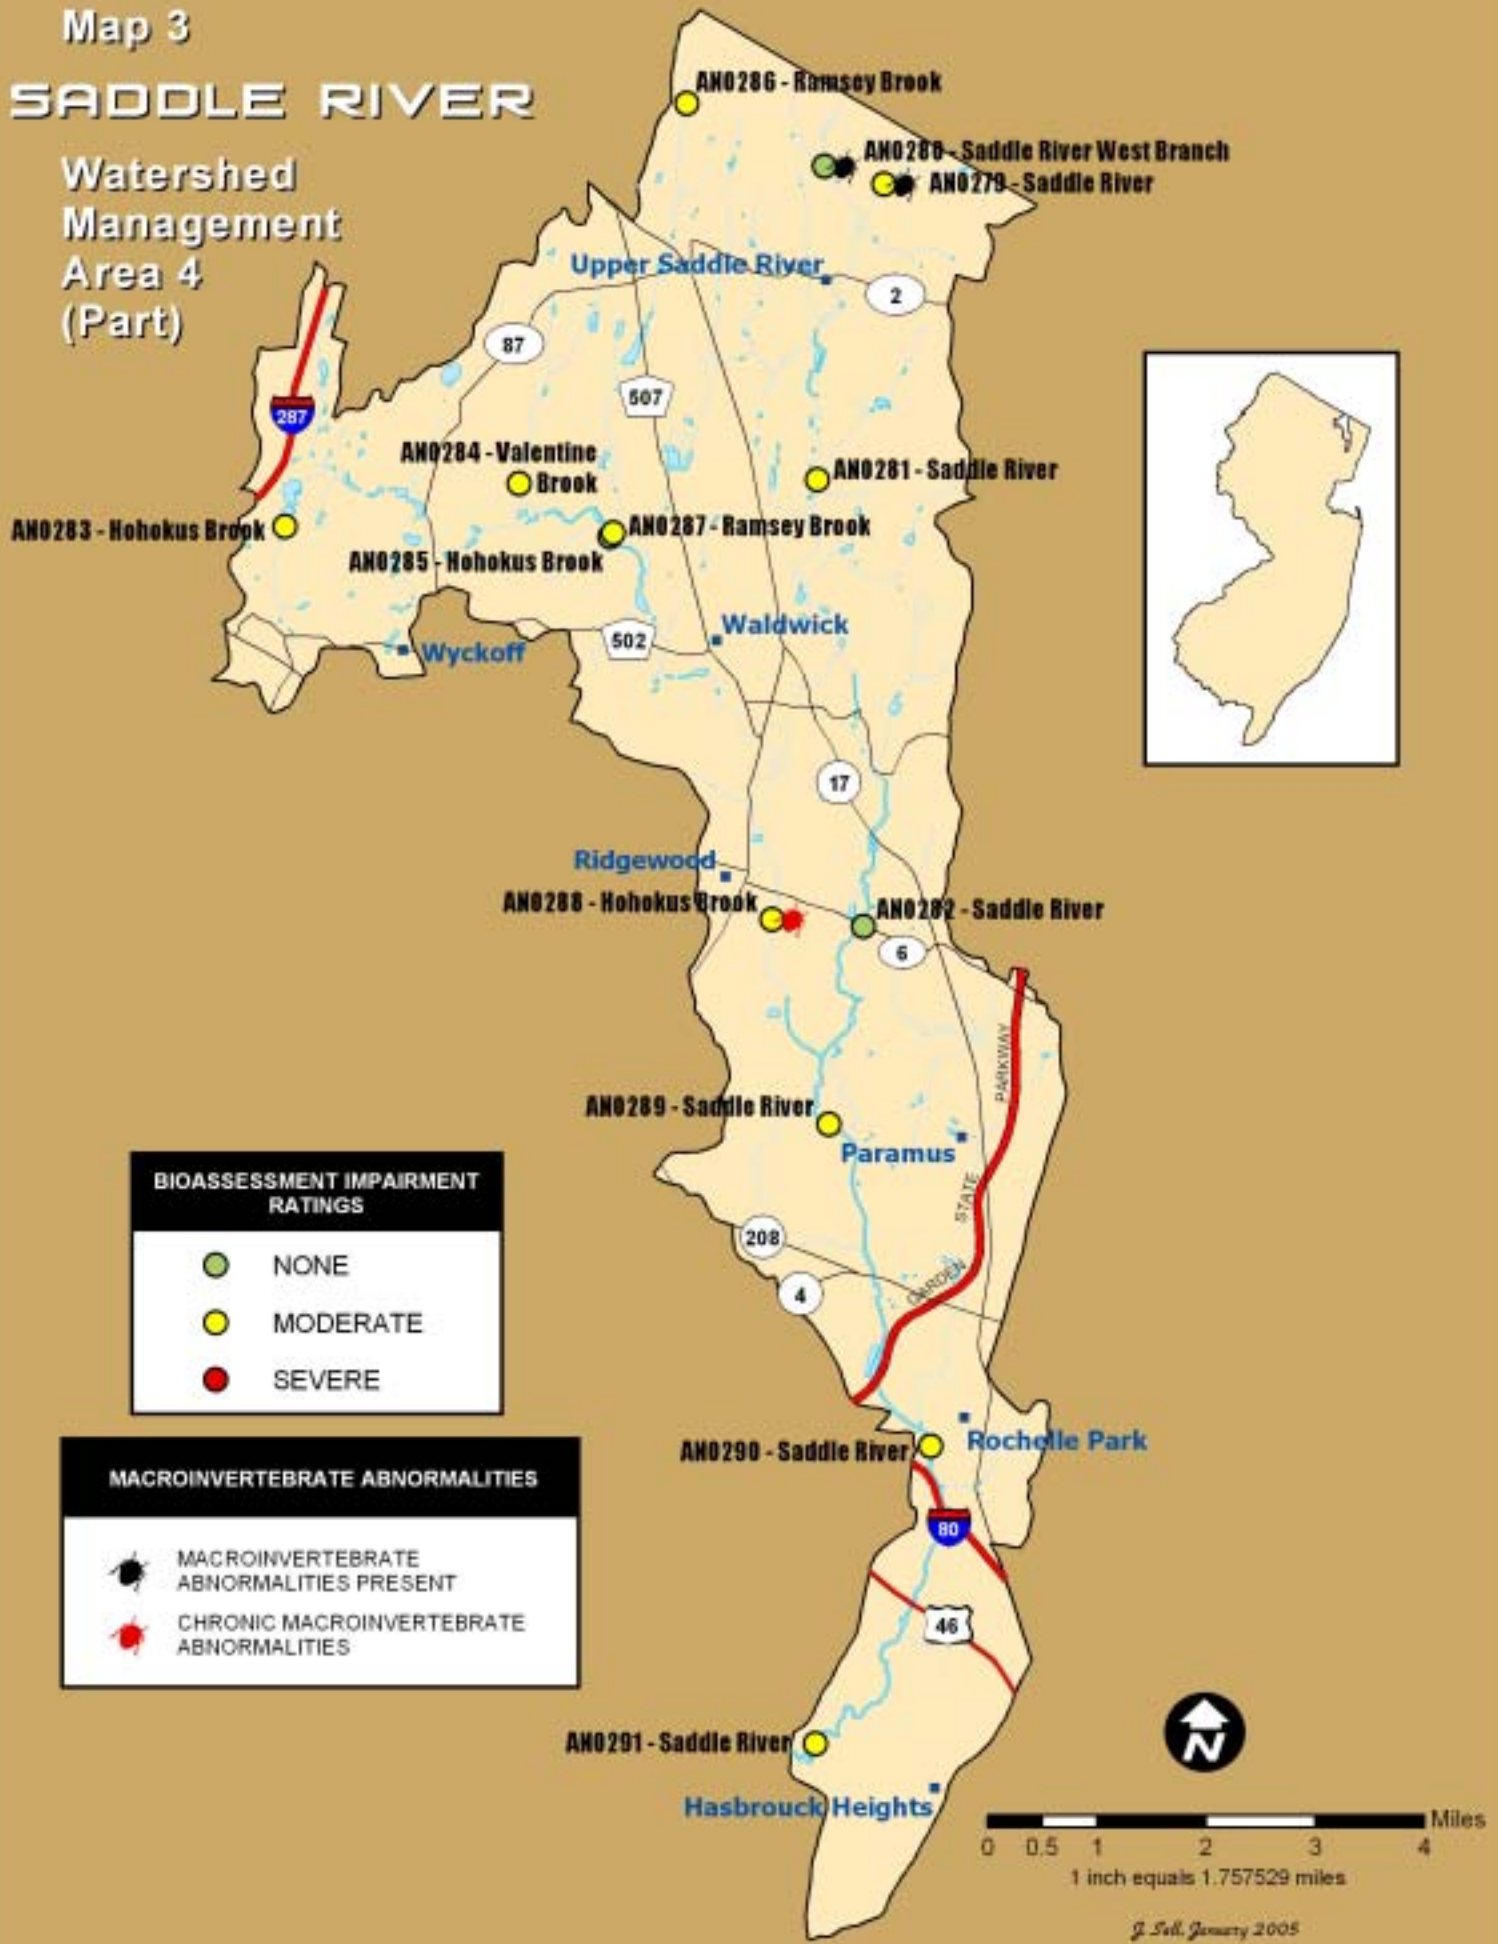 Map 3
SADDLE RIVER
Watershed
Management
Area 4
(Part)
AN0286 - Ramsey Brook
AN0280 - Saddle River West Branch
AN0279 - Saddle River
Upper Saddle River
2
87
507
287
AN0284 - Valentine
Brook
AN0281 - Saddle River
AN0283 - Hohokus Brook
AN0287 - Ramsey Brook
AN0285 - Hohokus Brook
Waldwick
502
Wyckoff
17
Ridgewood
AN0288 - Hohokus Brook
AN0282 - Saddle River
6
PARKWAY
AN0289 - Saddle River
Paramus
STATE
208
GARDEN
4
BIOASSESSMENT IMPAIRMENT
RATINGS
NONE
MODERATE
SEVERE
AN0290 - Saddle River
Rochelle Park
MACROINVERTEBRATE ABNORMALITIES
MACROINVERTEBRATE
ABNORMALITIES PRESENT
CHRONIC MACROINVERTEBRATE
ABNORMALITIES
80
46
AN0291 - Saddle River
Hasbrouck Heights
N
Miles
0 0.5 1 2 3 4
1 inch equals 1.757529 miles
J. Sell, January 2005